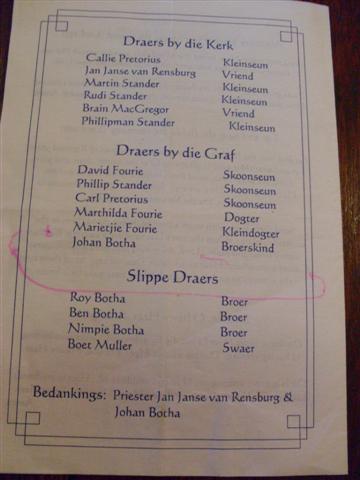 Draers by die Kerk
Callie Pretorius Kleinseun
Jan Janse van Rensburg Vriend
Martin Stander Kleinseun
Rudi Stander Kleinseun
Brain MacGregor Vriend
Phillipman Stander Kleinseun
Draers by die Graf
David Fourie Skoonseun
Phillip Stander Skoonseun
Carl Pretorius Skoonseun
Marthilda Fourie Dogter
Marietjie Fourie Kleindogter
Johan Botha Broerskind
Slippe Draers
Roy Botha Broer
Ben Botha Broer
Nimpie Botha Broer
Boet Muller Swaer
Bedankings: Priester Jan Janse van Rensburg &
Johan Botha